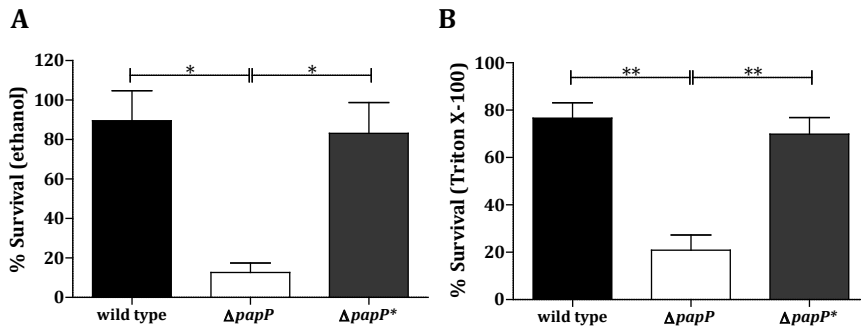 A
% Survival (ethanol)
120
100
80
60
40
20
0
* *
wild type ΔpapP ΔpapP*
B
% Survival (Triton X-100)
100
80
60
40
20
0
** **
wild type ΔpapP ΔpapP*